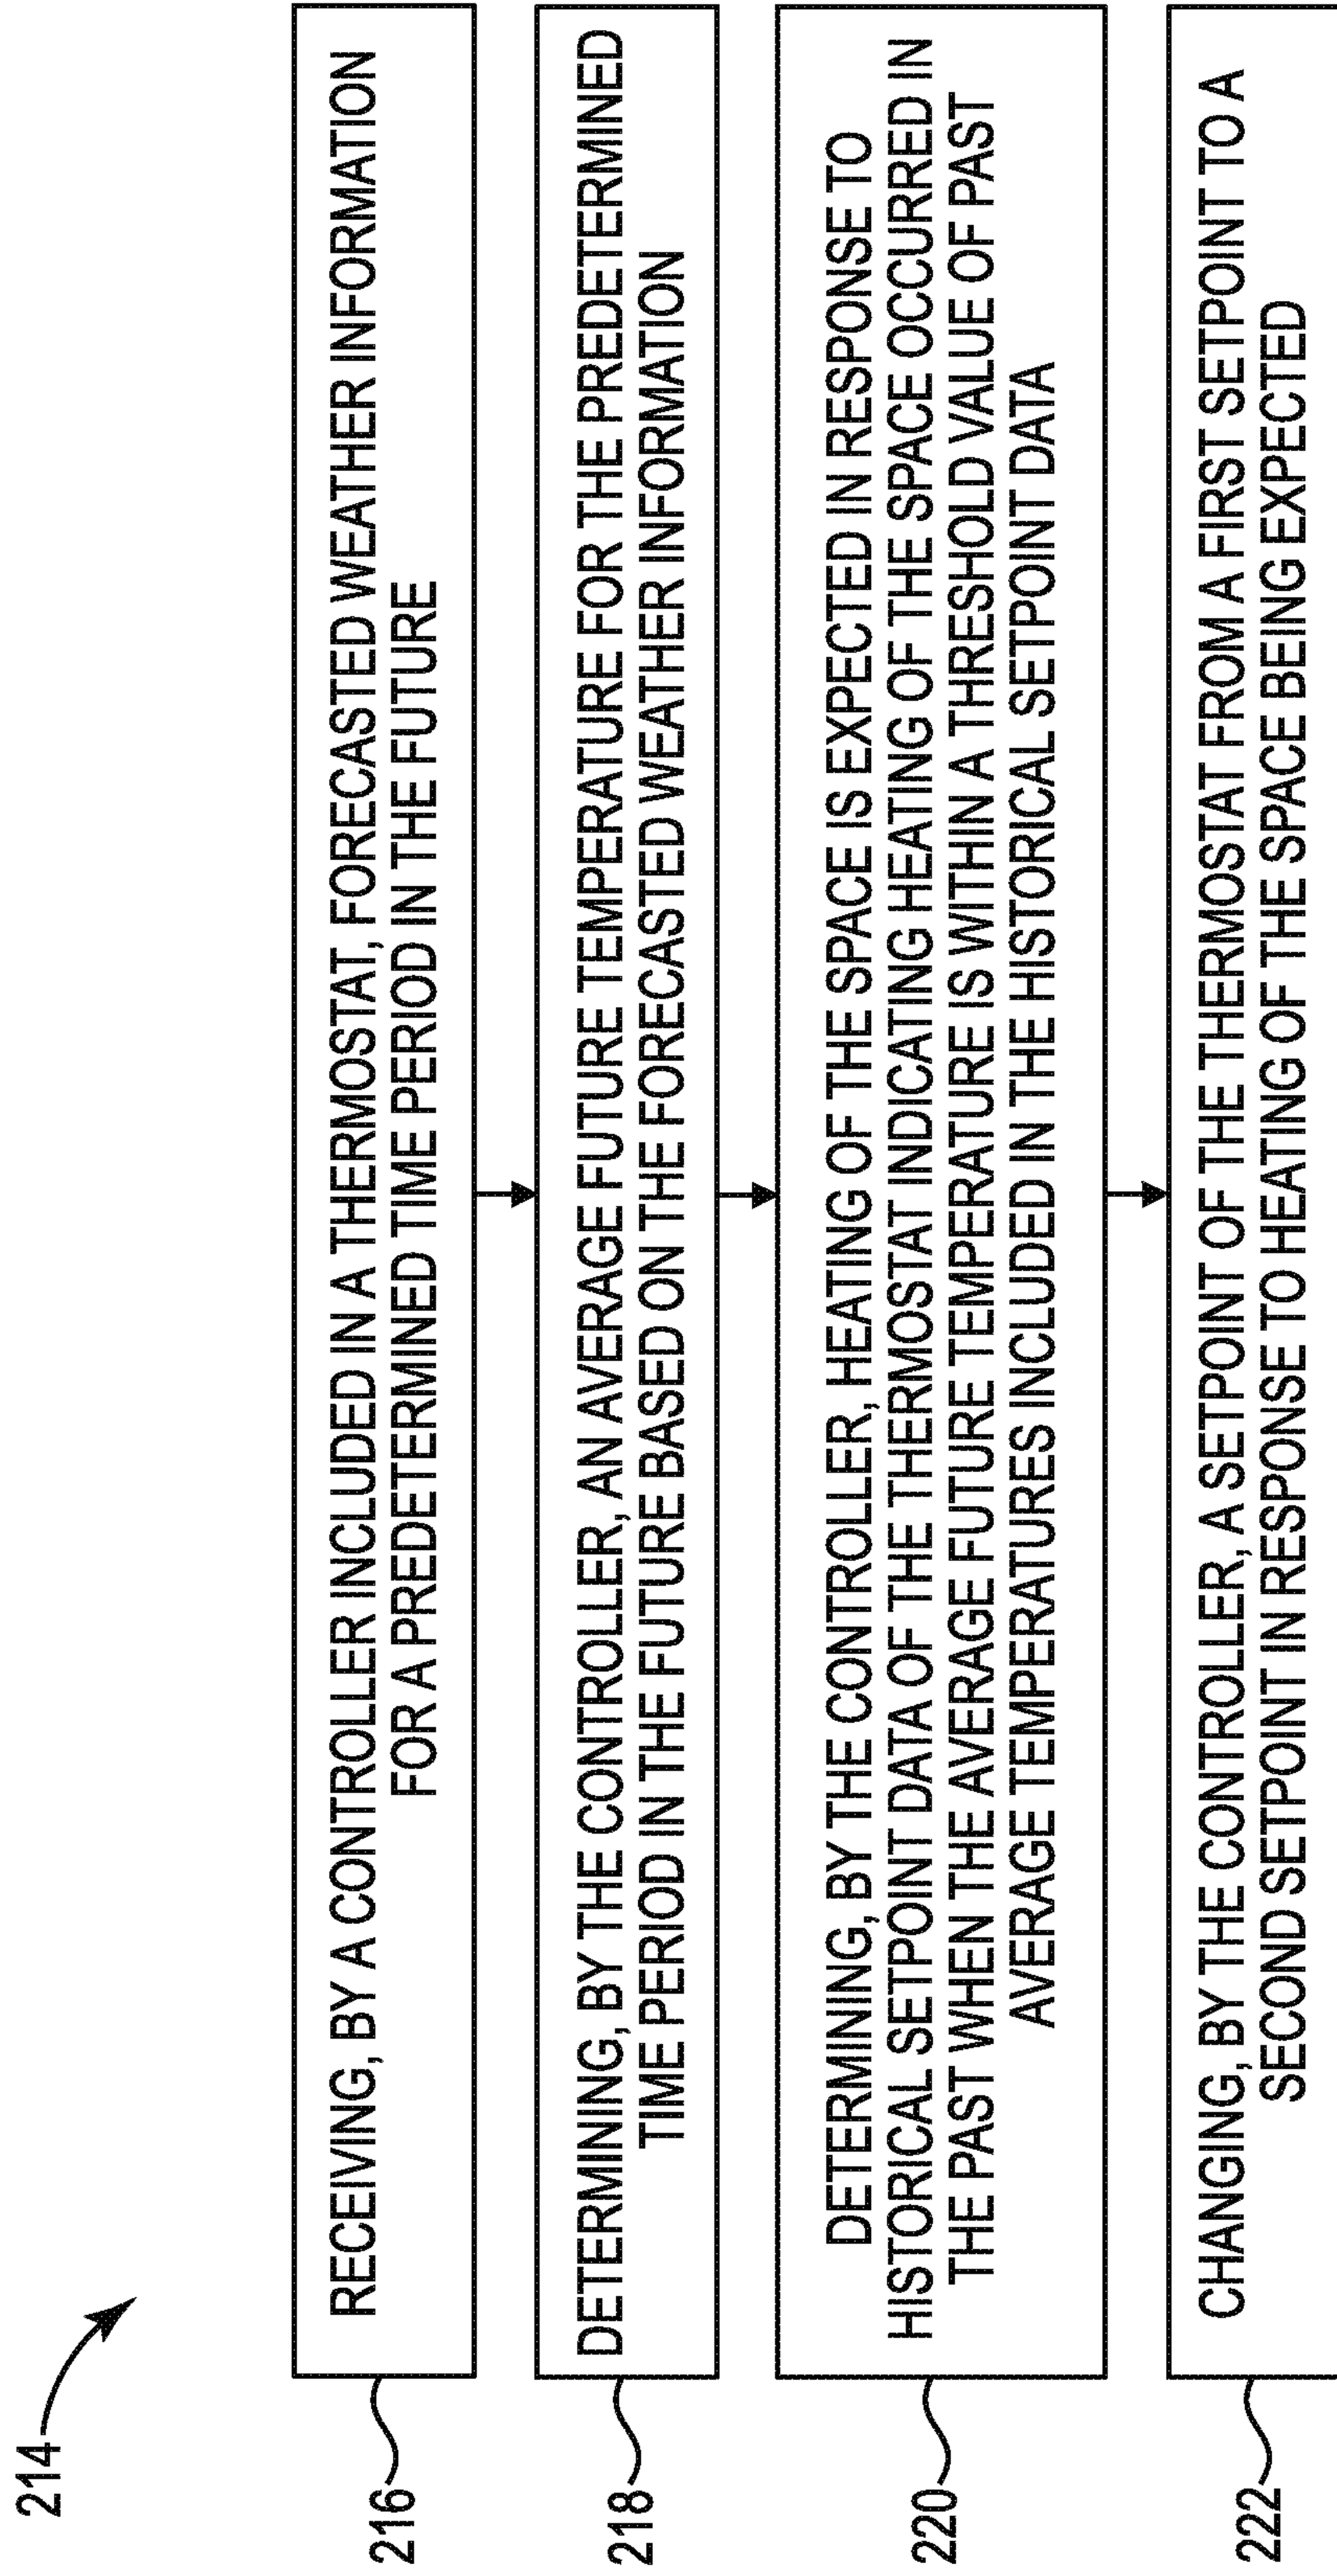 214
216
RECEIVING, BY A CONTROLLER INCLUDED IN A THERMOSTAT, FORECASTED WEATHER INFORMATION
FOR A PREDETERMINED TIME PERIOD IN THE FUTURE
218
DETERMINING, BY THE CONTROLLER, AN AVERAGE FUTURE TEMPERATURE FOR THE PREDETERMINED
TIME PERIOD IN THE FUTURE BASED ON THE FORECASTED WEATHER INFORMATION
220
DETERMINING, BY THE CONTROLLER, HEATING OF THE SPACE IS EXPECTED IN RESPONSE TO
HISTORICAL SETPOINT DATA OF THE THERMOSTAT INDICATING HEATING OF THE SPACE OCCURRED IN
THE PAST WHEN THE AVERAGE FUTURE TEMPERATURE IS WITHIN A THRESHOLD VALUE OF PAST
AVERAGE TEMPERATURES INCLUDED IN THE HISTORICAL SETPOINT DATA
222
CHANGING, BY THE CONTROLLER, A SETPOINT OF THE THERMOSTAT FROM A FIRST SETPOINT TO A
SECOND SETPOINT IN RESPONSE TO HEATING OF THE SPACE BEING EXPECTED